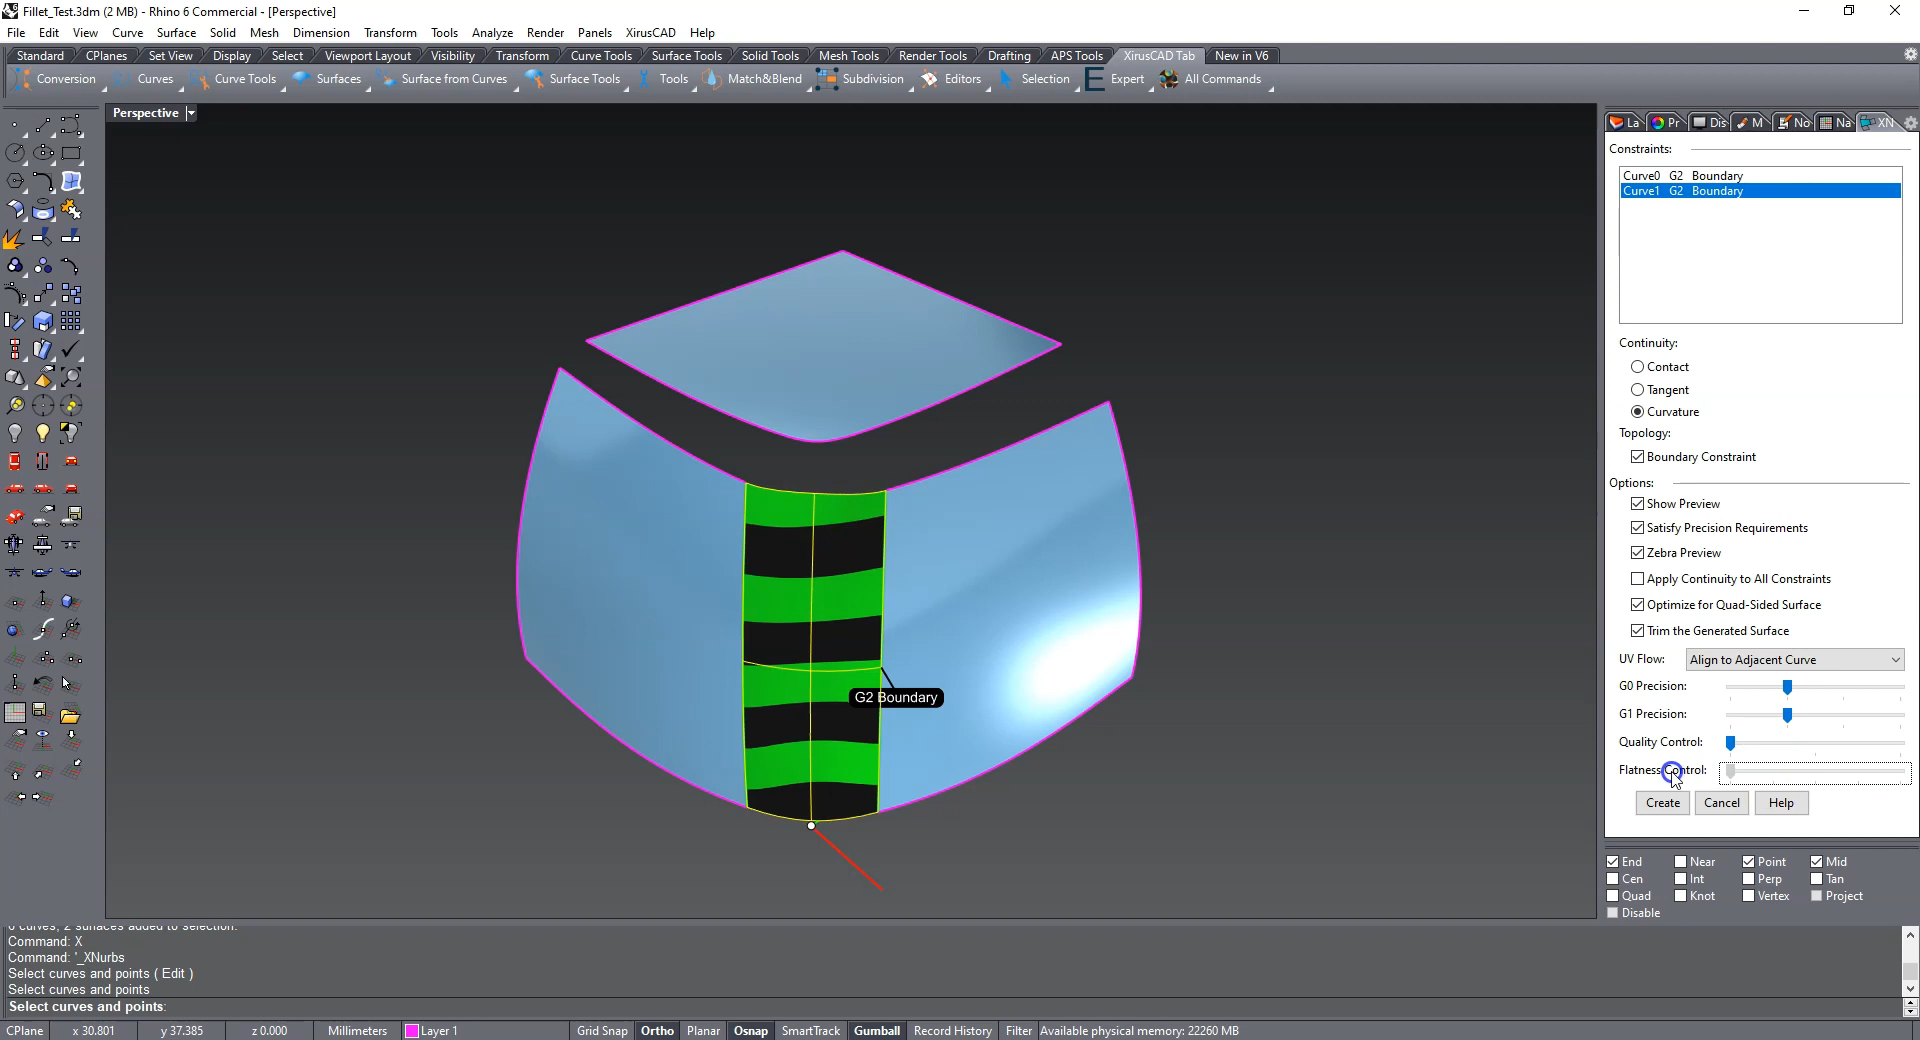 Fillet_Test.3dm (2 MB) - Rhino 6 Commercial - [Perspective]
File Edit View Curve Surface Solid Mesh Dimension Transform Tools Analyze Render Panels XirusCAD Help
Standard CPlanes Set View Display Select Viewport Layout Visibility Transform Curve Tools Surface Tools Solid Tools Mesh Tools Render Tools Drafting APS Tools XirusCAD Tab New in V6
Conversion Curves Curve Tools Surfaces Surface from Curves Surface Tools Tools Match&Blend Subdivision Editors Selection Expert All Commands
Perspective
La Pr Dis M No Na XN
Constraints:
Curve0 G2 Boundary
Curve1 G2 Boundary
Continuity:
Contact
Tangent
Curvature
Topology:
Boundary Constraint
Options:
Show Preview
Satisfy Precision Requirements
Zebra Preview
Apply Continuity to All Constraints
Optimize for Quad-Sided Surface
Trim the Generated Surface
UV Flow: Align to Adjacent Curve
G0 Precision:
G1 Precision:
Quality Control:
Flatness Control:
Create Cancel Help
G2 Boundary
End Near Point Mid
Cen Int Perp Tan
Quad Knot Vertex Project
Disable
Command: X
Command: '_XNurbs
Select curves and points ( Edit )
Select curves and points
Select curves and points:
CPlane x 30.801 y 37.385 z 0.000 Millimeters Layer 1 Grid Snap Ortho Planar Osnap SmartTrack Gumball Record History Filter Available physical memory: 22260 MB